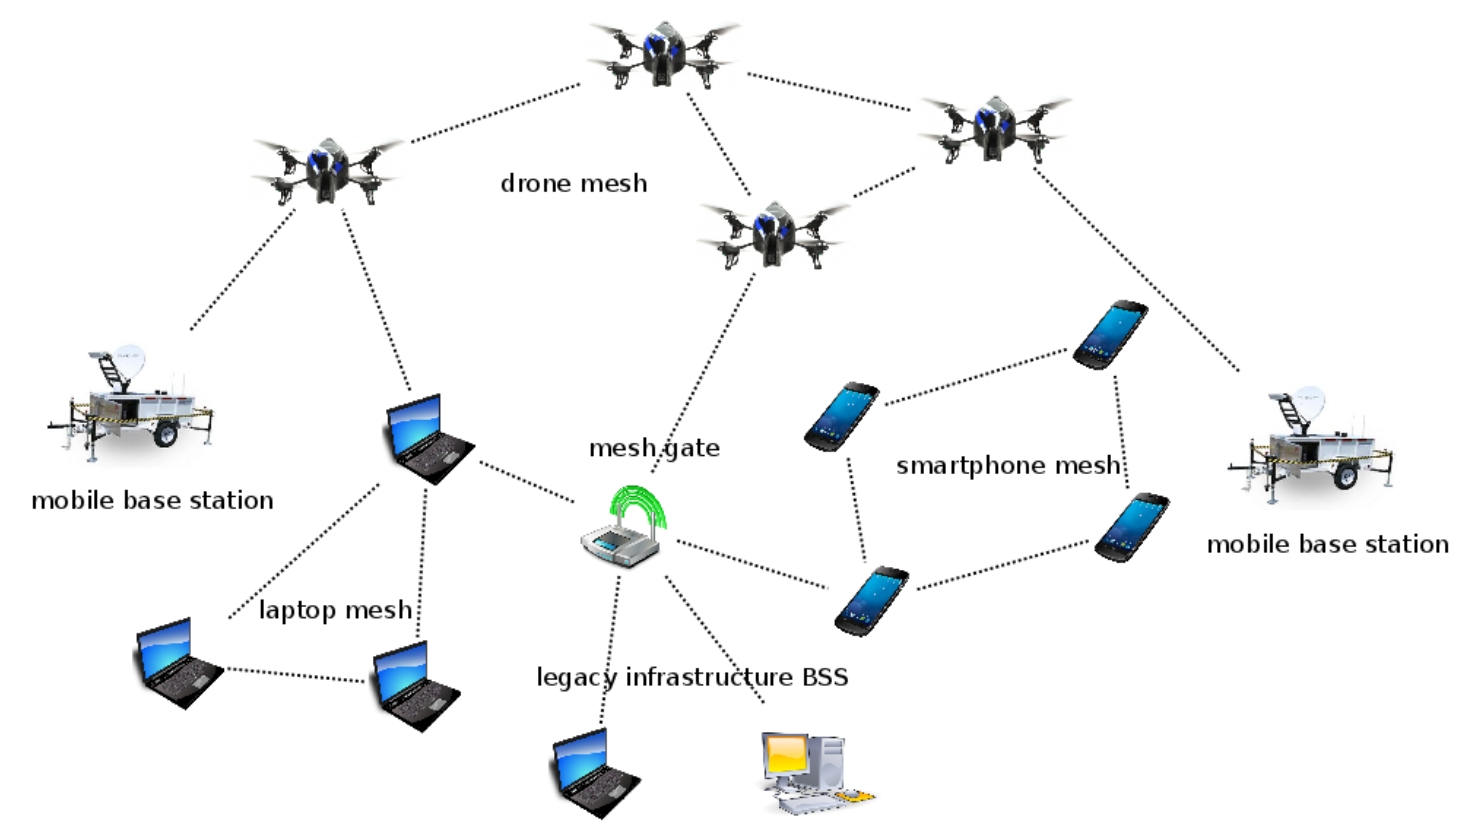 drone mesh
mesh gate
smartphone mesh
mobile base station
mobile base station
laptop mesh
legacy infrastructure BSS